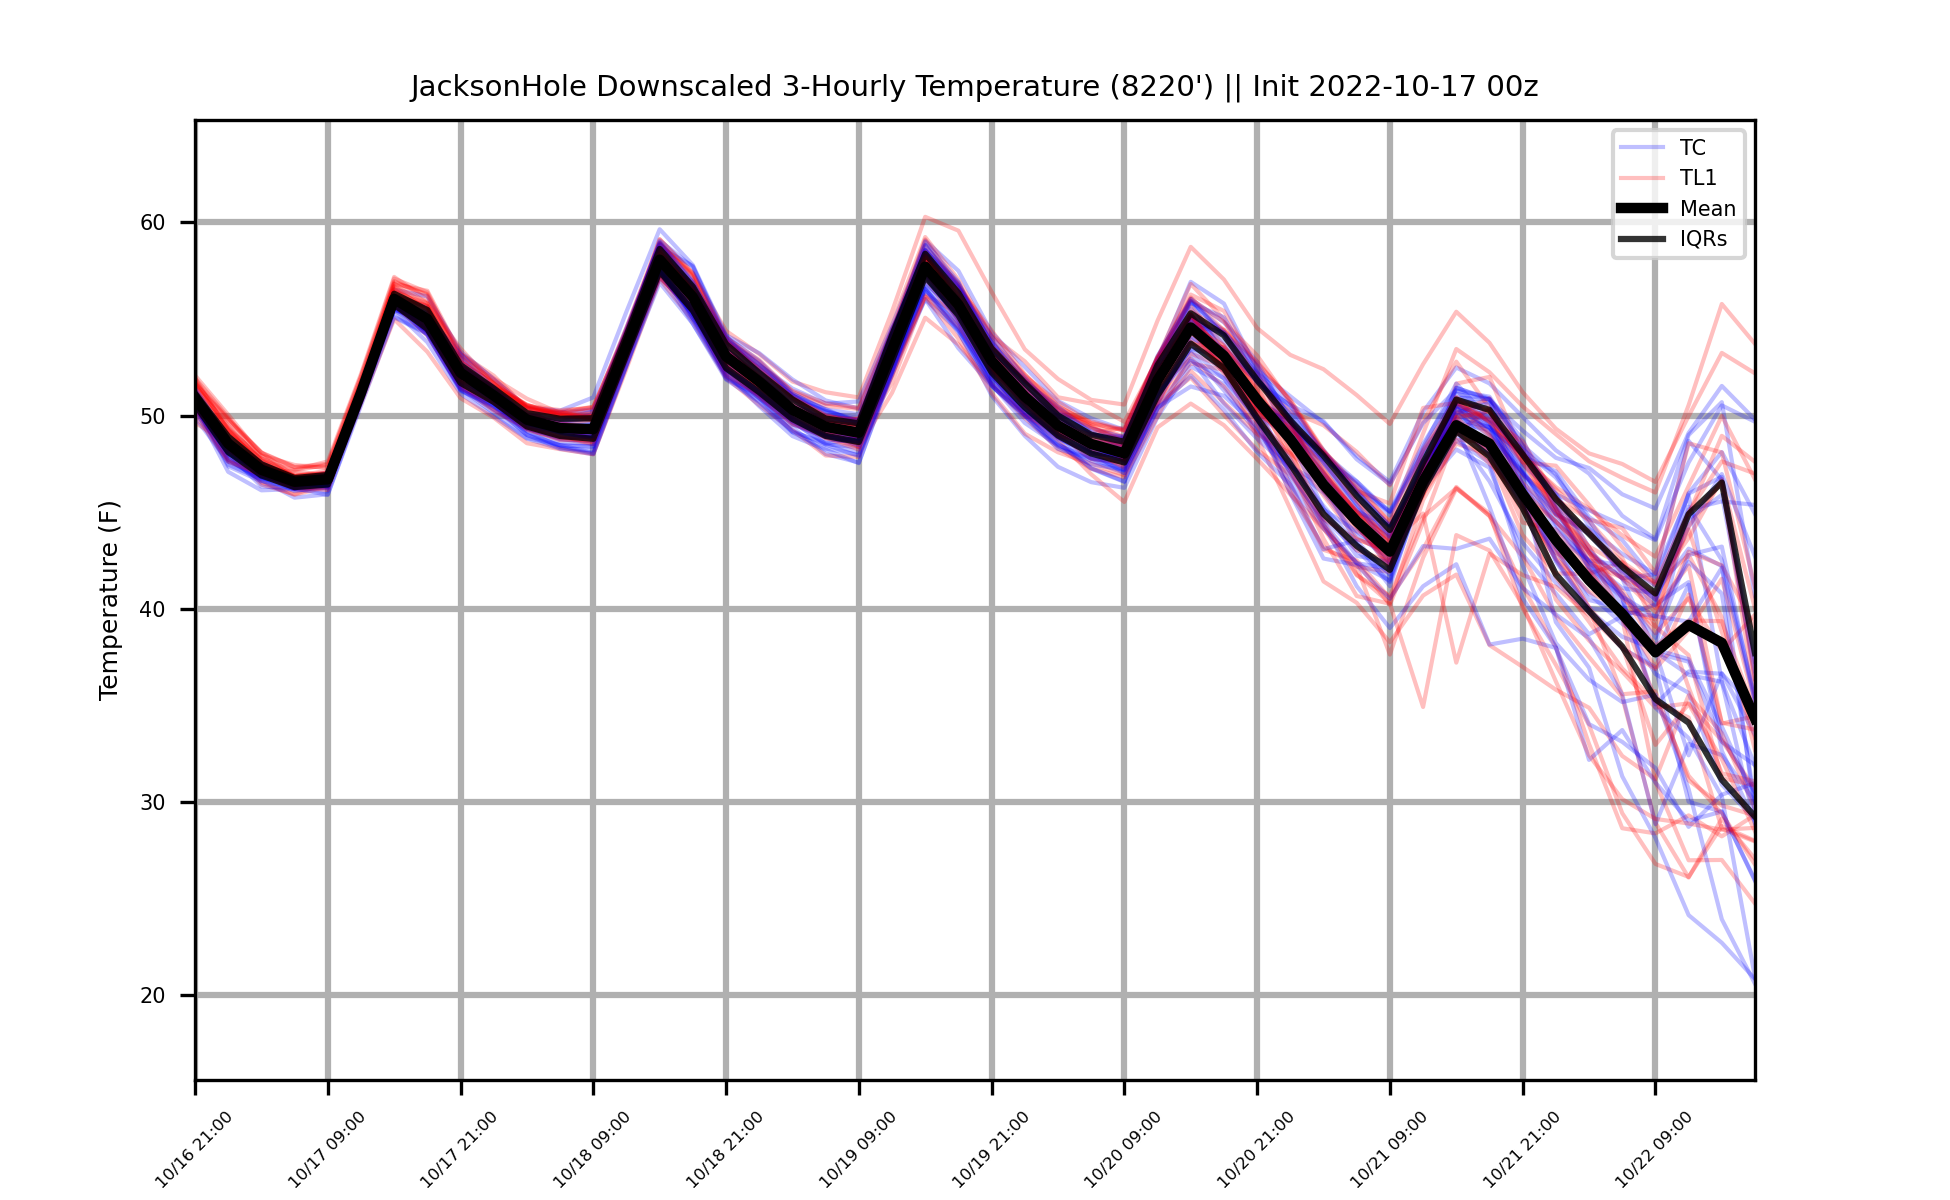 JacksonHole Downscaled 3-Hourly Temperature (8220') || Init 2022-10-17 00z
TC
TL1
Mean
IQRs
Temperature (F)
60
50
40
30
20
10/16 21:00
10/17 09:00
10/17 21:00
10/18 09:00
10/18 21:00
10/19 09:00
10/19 21:00
10/20 09:00
10/20 21:00
10/21 09:00
10/21 21:00
10/22 09:00